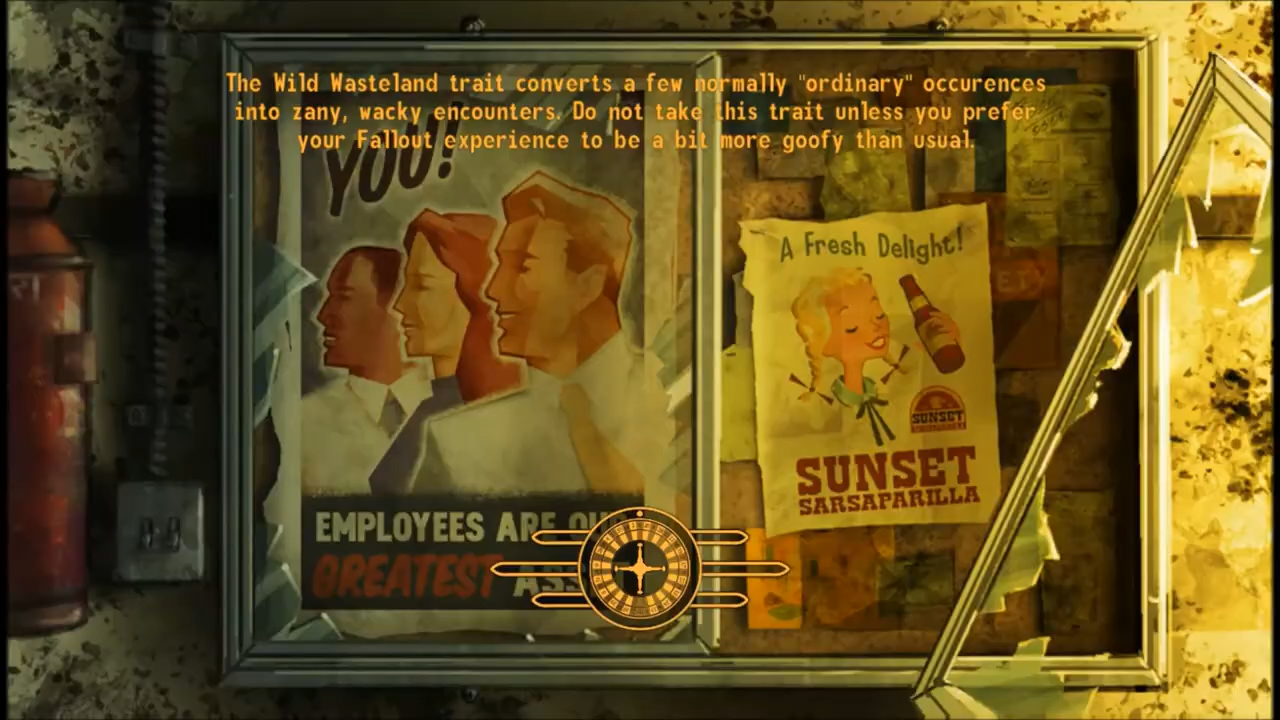 The Wild Wasteland trait converts a few normally "ordinary" occurences
into zany, wacky encounters. Do not take this trait unless you prefer
your Fallout experience to be a bit more goofy than usual.
YOU!
A Fresh Delight!
SUNSET
SUNSET
SARSAPARILLA
EMPLOYEES ARE
GREATEST